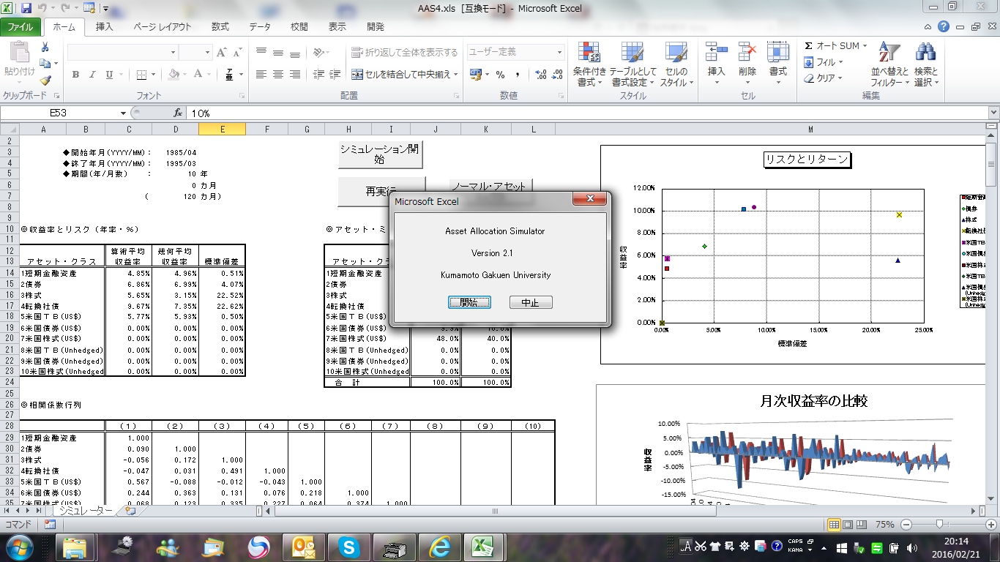 AAS4.xls [互換モード] - Microsoft Excel
ファイル ホーム 挿入 ページ レイアウト 数式 データ 校閲 表示 開発
貼り付け
クリップボード
B I U
フォント
折り返して全体を表示する
セルを結合して中央揃え
配置
ユーザー定義
数値
条件付き書式
テーブルとして書式設定
セルのスタイル
スタイル
挿入 削除 書式
セル
Σ オート SUM
フィル
クリア
並べ替えとフィルター
検索と選択
編集
E53 fx 10%
A B C D E F G H I J K L M
◆開始年月(YYYY/MM): 1985/04
◆終了年月(YYYY/MM): 1995/03
◆期間(年/月数) : 10 年
0 カ月
( 120 カ月)
シミュレーション開始
再実行
ノーマル・アセット
Microsoft Excel
Asset Allocation Simulator
Version 2.1
Kumamoto Gakuen University
開始 中止
◎収益率とリスク(年率・%)
算術平均 幾何平均
アセット・クラス 収益率 収益率 標準偏差
1短期金融資産 4.85% 4.96% 0.51%
2債券 6.86% 6.99% 4.07%
3株式 5.65% 3.15% 22.52%
4転換社債 9.67% 7.35% 22.62%
5米国TB(US$) 5.77% 5.93% 0.50%
6米国債券(US$) 0.00% 0.00% 0.00%
7米国株式(US$) 0.00% 0.00% 0.00%
8米国TB(Unhedged) 0.00% 0.00% 0.00%
9米国債券(Unhedged) 0.00% 0.00% 0.00%
10米国株式(Unhedged 0.00% 0.00% 0.00%
◎アセット・ミ
アセット・クラ
1短期金融資産
2債券
3株式
4転換社債
5米国TB(US$)
6米国債券(US$)
7米国株式(US$) 48.0% 40.0%
8米国TB(Unhedged) 0.0% 0.0%
9米国債券(Unhedged) 0.0% 0.0%
10米国株式(Unhedged 0.0% 0.0%
合 計 100.0% 100.0%
◎相関係数行列
(1) (2) (3) (4) (5) (6) (7) (8) (9) (10)
1短期金融資産 1.000
2債券 0.090 1.000
3株式 -0.056 0.172 1.000
4転換社債 -0.047 0.031 0.491 1.000
5米国TB(US$) 0.567 -0.088 -0.012 -0.043 1.000
6米国債券(US$) 0.244 0.363 0.131 0.076 0.218 1.000
7米国株式(US$) 0.068 0.123 0.335 0.227 0.064 0.374 1.000
リスクとリターン
12.00%
10.00%
8.00%
6.00%
4.00%
2.00%
0.00%
収益率
0.00% 5.00% 10.00% 15.00% 20.00% 25.00%
標準偏差
短期金融
債券
株式
転換社債
米国TB
米国債券
米国株式
米国TB
米国債券
(Unhedg
米国株式
(Unhedg
月次収益率の比較
10.00%
5.00%
0.00%
-5.00%
-10.00%
-15.00%
収益率
シミュレーター
コマンド
75%
CAPS
KANA
20:14
2016/02/21